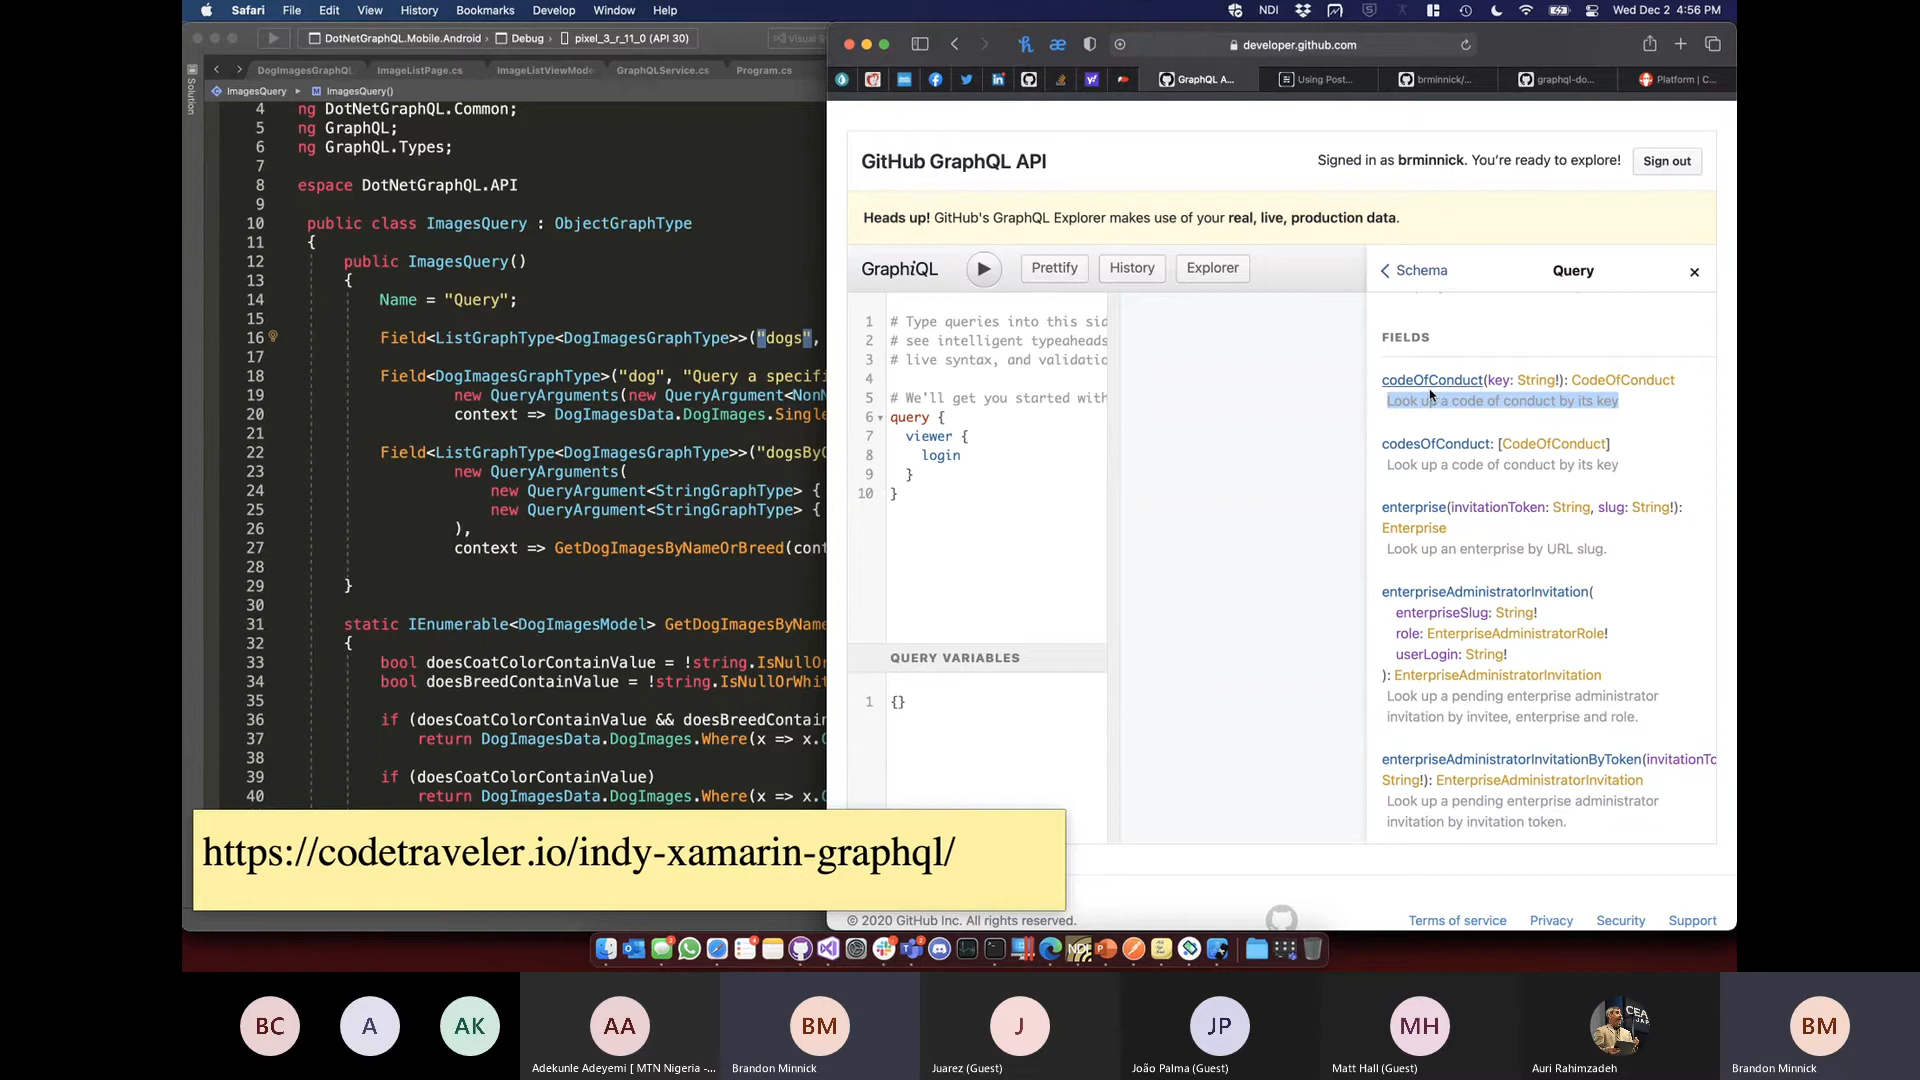 Safari File Edit View History Bookmarks Develop Window Help
NDI
Wed Dec 2 4:56 PM
DotNetGraphQL.Mobile.Android > Debug > pixel_3_r_11_0 (API 30)
Visual S
DogImagesGraphQL ImageListPage.cs ImageListViewMode GraphQLService.cs Program.cs
ImagesQuery > M ImagesQuery()
Solution
4 ng DotNetGraphQL.Common;
5 ng GraphQL;
6 ng GraphQL.Types;
7
8 espace DotNetGraphQL.API
9
10 public class ImagesQuery : ObjectGraphType
11 {
12 public ImagesQuery()
13 {
14 Name = "Query";
15
16 Field<ListGraphType<DogImagesGraphType>>("dogs",
17
18 Field<DogImagesGraphType>("dog", "Query a specifi
19 new QueryArguments(new QueryArgument<NonN
20 context => DogImagesData.DogImages.Single
21
22 Field<ListGraphType<DogImagesGraphType>>("dogsByC
23 new QueryArguments(
24 new QueryArgument<StringGraphType> {
25 new QueryArgument<StringGraphType> {
26 ),
27 context => GetDogImagesByNameOrBreed(cont
28
29 }
30
31 static IEnumerable<DogImagesModel> GetDogImagesByName
32 {
33 bool doesCoatColorContainValue = !string.IsNullOr
34 bool doesBreedContainValue = !string.IsNullOrWhit
35
36 if (doesCoatColorContainValue && doesBreedContain
37 return DogImagesData.DogImages.Where(x => x.C
38
39 if (doesCoatColorContainValue)
40 return DogImagesData.DogImages.Where(x => x.
https://codetraveler.io/indy-xamarin-graphql/
developer.github.com
GraphQL A... Using Post... brminnick/... graphql-do... Platform | C...
GitHub GraphQL API
Signed in as brminnick. You're ready to explore! Sign out
Heads up! GitHub's GraphQL Explorer makes use of your real, live, production data.
GraphiQL Prettify History Explorer
1 # Type queries into this sid
2 # see intelligent typeaheads
3 # live syntax, and validatio
4
5 # We'll get you started with
6 query {
7 viewer {
8 login
9 }
10 }
QUERY VARIABLES
1 {}
Schema Query ×
FIELDS
codeOfConduct(key: String!): CodeOfConduct
Look up a code of conduct by its key
codesOfConduct: [CodeOfConduct]
Look up a code of conduct by its key
enterprise(invitationToken: String, slug: String!):
Enterprise
Look up an enterprise by URL slug.
enterpriseAdministratorInvitation(
enterpriseSlug: String!
role: EnterpriseAdministratorRole!
userLogin: String!
): EnterpriseAdministratorInvitation
Look up a pending enterprise administrator
invitation by invitee, enterprise and role.
enterpriseAdministratorInvitationByToken(invitationTo
String!): EnterpriseAdministratorInvitation
Look up a pending enterprise administrator
invitation by invitation token.
© 2020 GitHub Inc. All rights reserved.
Terms of service Privacy Security Support
NDI
BC A AK AA BM J JP MH BM
Adekunle Adeyemi [ MTN Nigeria -... Brandon Minnick Juarez (Guest) João Palma (Guest) Matt Hall (Guest) Auri Rahimzadeh Brandon Minnick